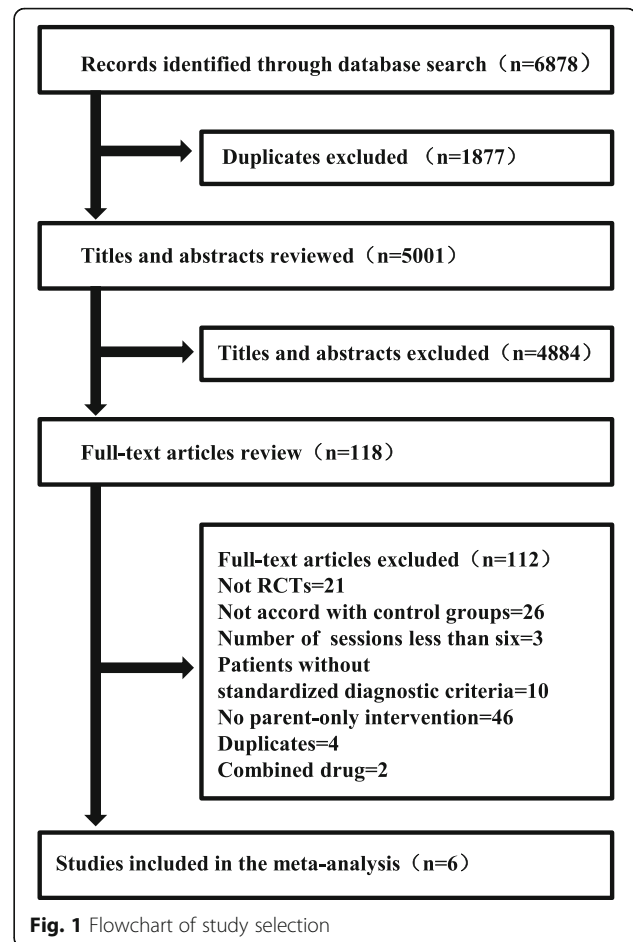 Records identified through database search（n=6878）
Duplicates excluded （n=1877）
Titles and abstracts reviewed（n=5001）
Titles and abstracts excluded（n=4884）
Full-text articles review（n=118）
Full-text articles excluded（n=112）
Not RCTs=21
Not accord with control groups=26
Number of sessions less than six=3
Patients without
standardized diagnostic criteria=10
No parent-only intervention=46
Duplicates=4
Combined drug=2
Studies included in the meta-analysis（n=6）
Fig. 1 Flowchart of study selection